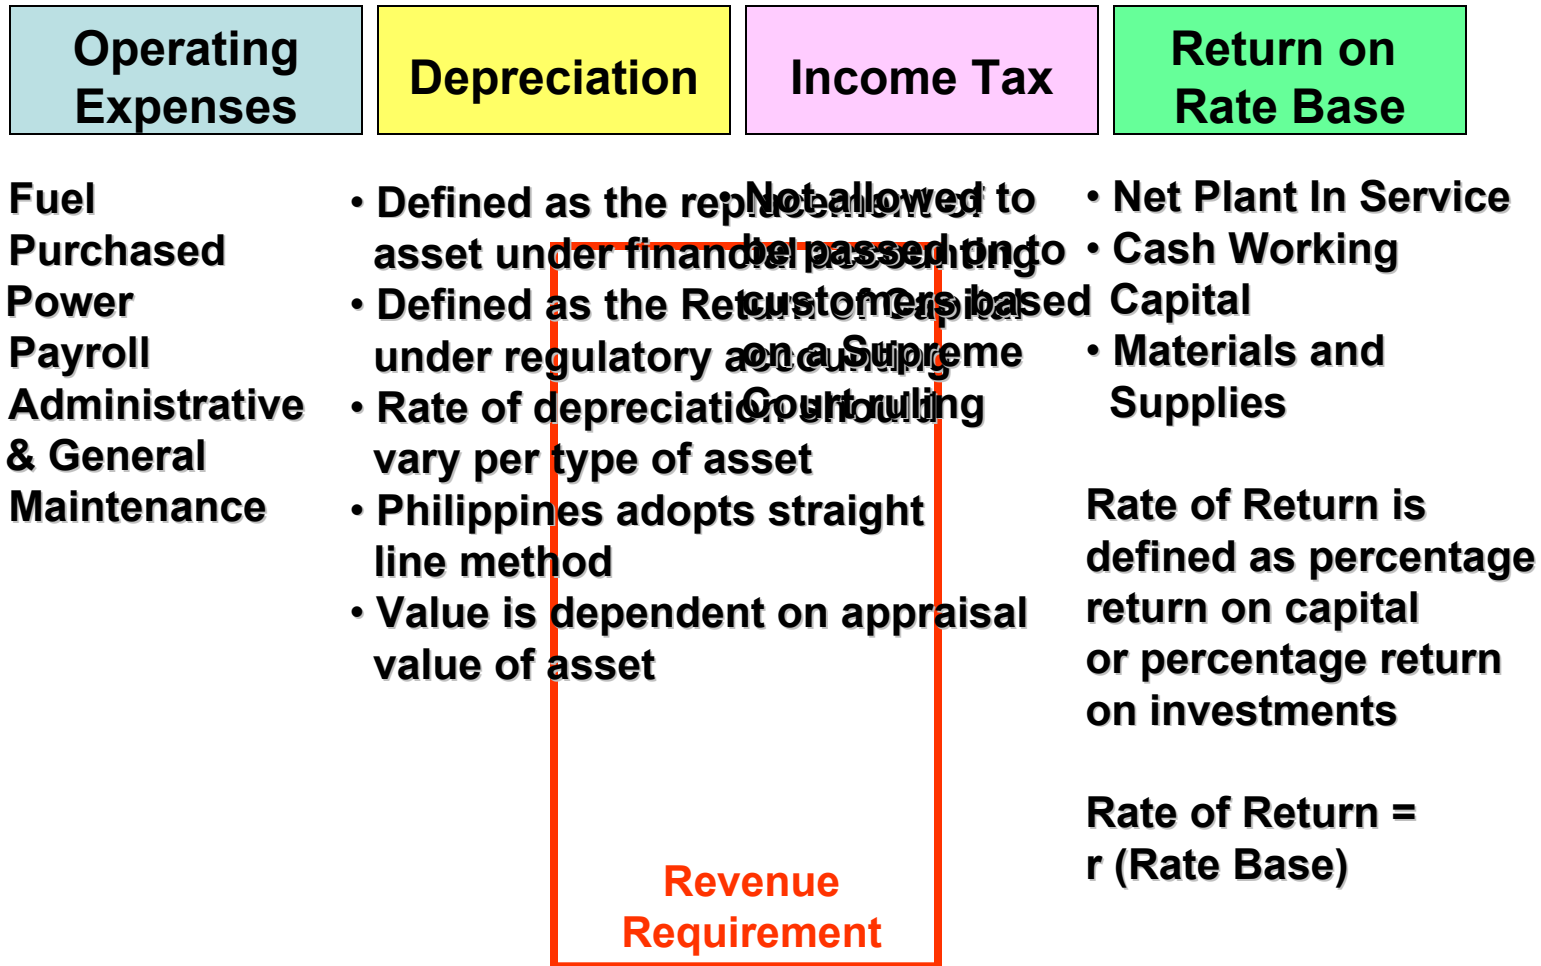 Operating
Expenses
Depreciation
Income Tax
Return on
Rate Base
Fuel
Purchased
Power
Payroll
Administrative
& General
Maintenance
• Defined as the replacement of
asset under financial accounting
• Defined as the Return of Capital
under regulatory accounting
• Rate of depreciation should
vary per type of asset
• Philippines adopts straight
line method
• Value is dependent on appraisal
value of asset
• Not allowed to
be passed on to
customers based
on a Supreme
Court ruling
• Net Plant In Service
• Cash Working
Capital
• Materials and
Supplies
Rate of Return is
defined as percentage
return on capital
or percentage return
on investments
Rate of Return =
r (Rate Base)
Revenue
Requirement